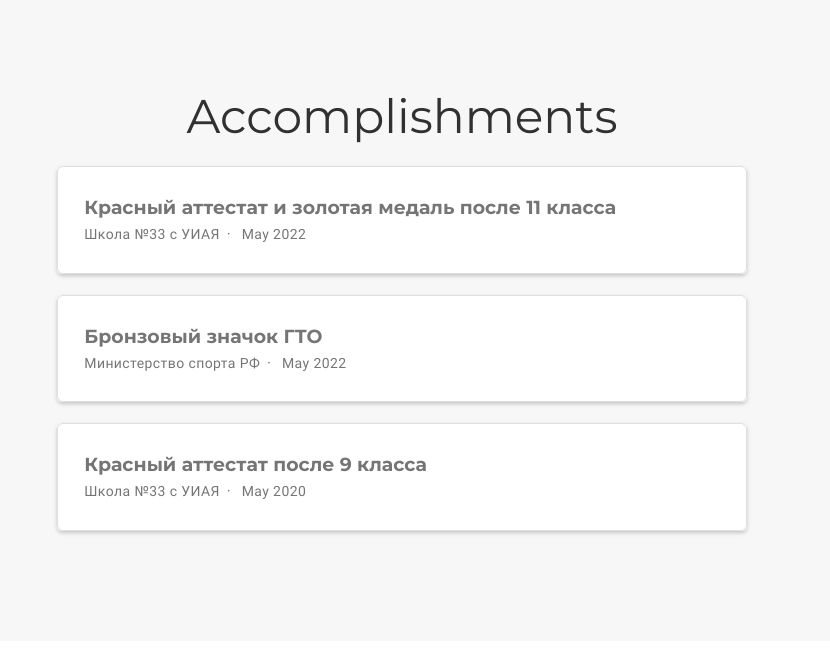 Accomplishments
Красный аттестат и золотая медаль после 11 класса
Школа №33 с УИАЯ · May 2022
Бронзовый значок ГТО
Министерство спорта РФ · May 2022
Красный аттестат после 9 класса
Школа №33 с УИАЯ · May 2020